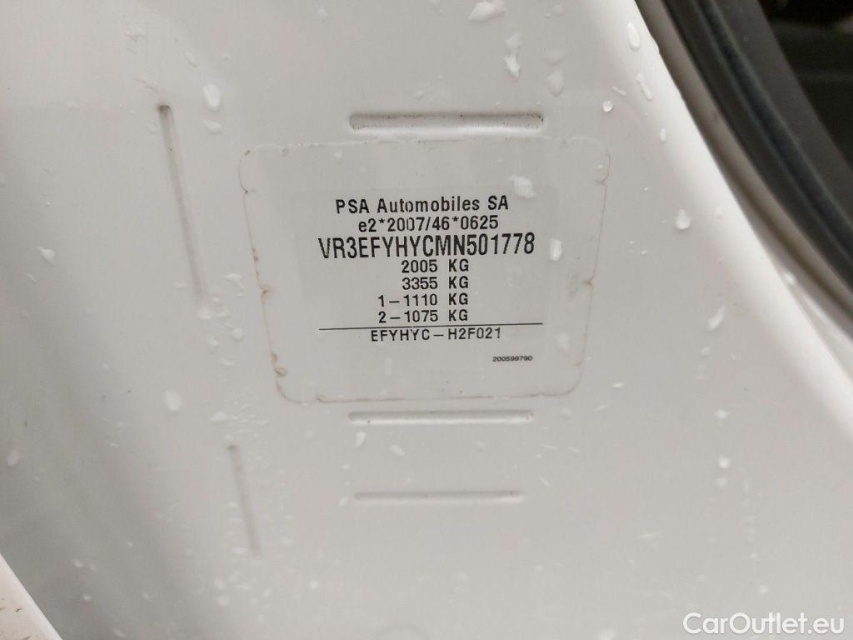 PSA Automobiles SA
e2*2007/46*0625
VR3EFYHYCMN501778
2005 KG
3355 KG
1-1110 KG
2-1075 KG
EFYHYC-H2F021
200598790
CarOutlet.eu